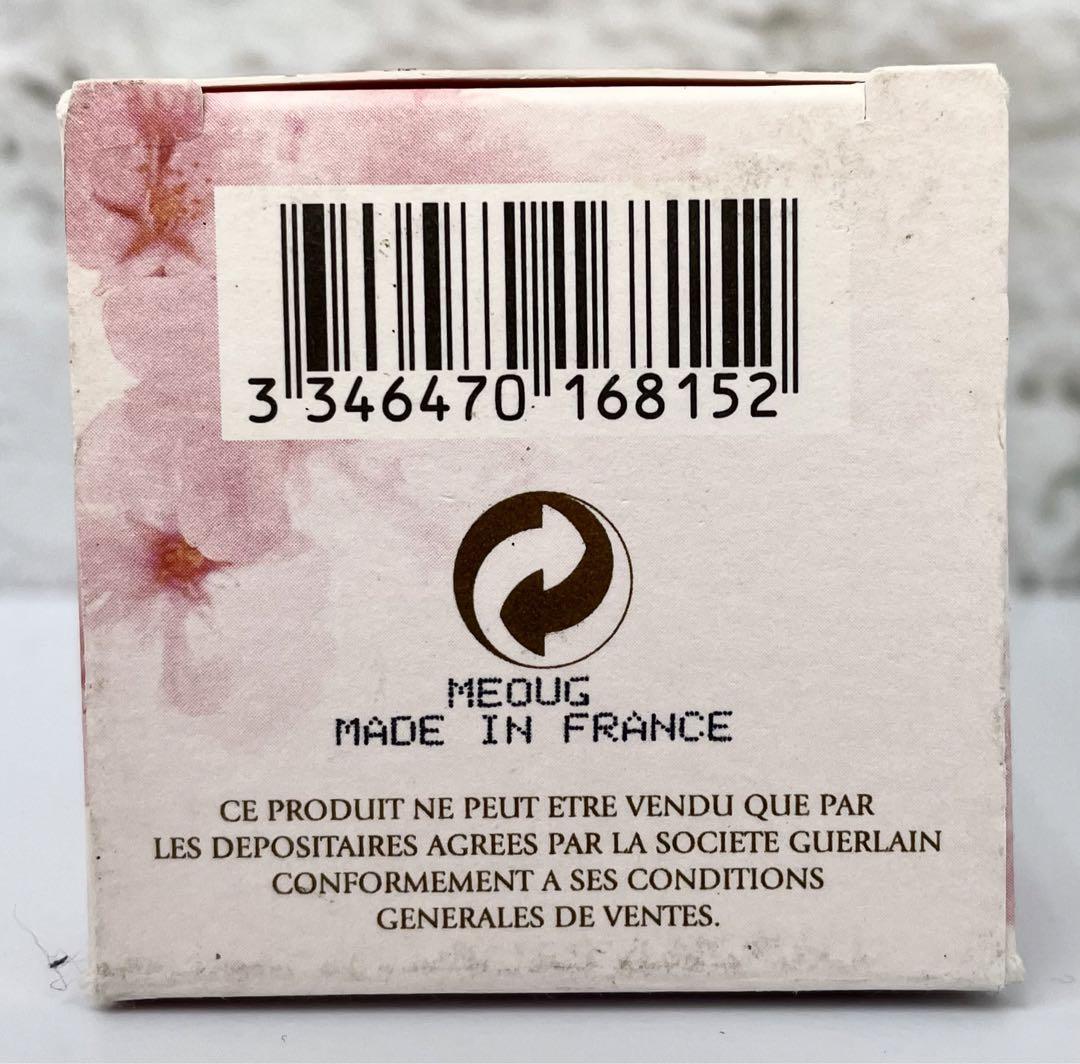 3 346470 168152
MEOUG
MADE IN FRANCE
CE PRODUIT NE PEUT ETRE VENDU QUE PAR
LES DEPOSITAIRES AGREES PAR LA SOCIETE GUERLAIN
CONFORMEMENT A SES CONDITIONS
GENERALES DE VENTES.